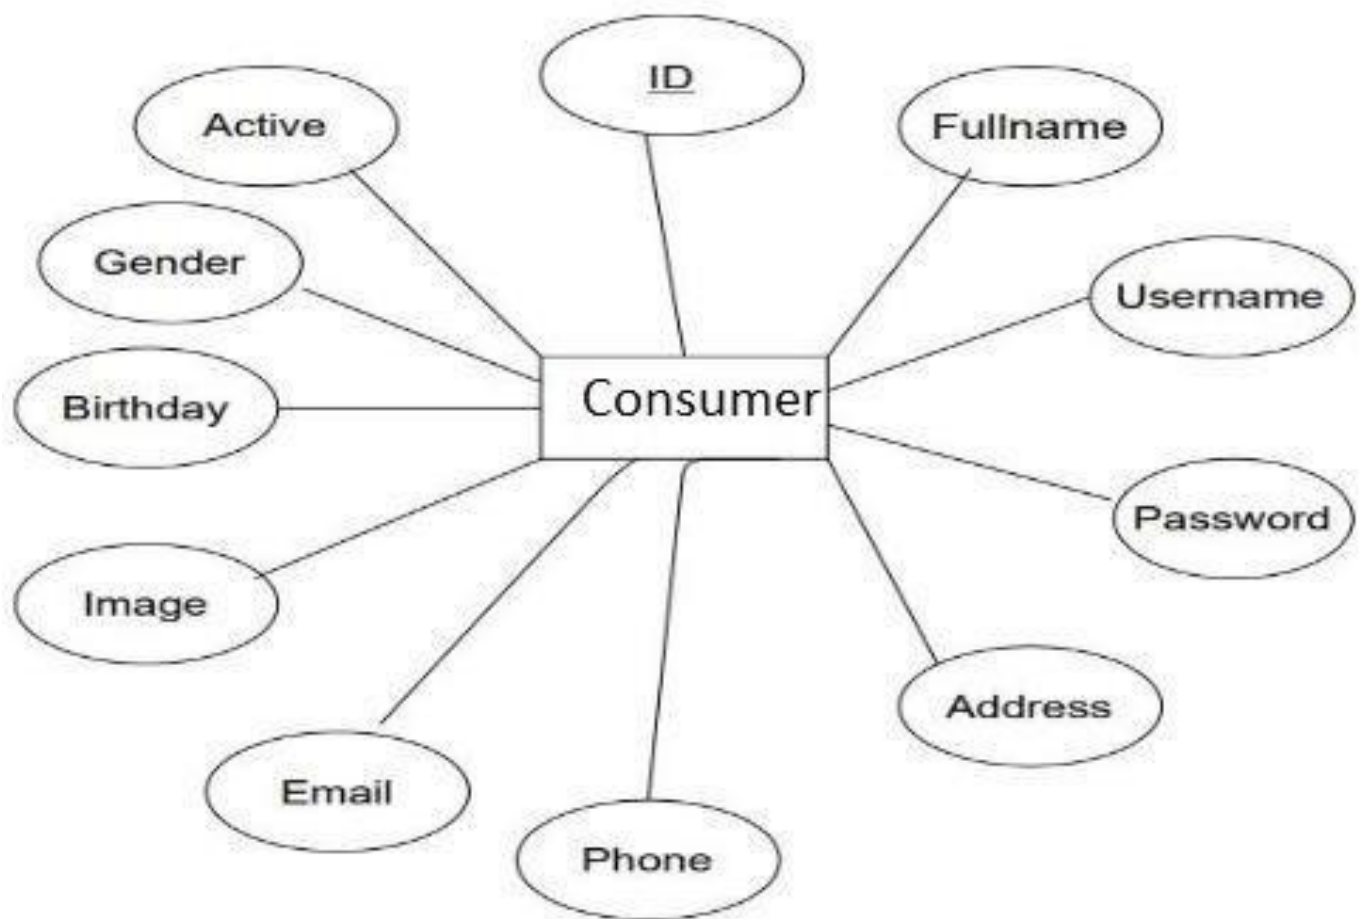 ID
Active
Fullname
Gender
Username
Consumer
Birthday
Password
Image
Address
Email
Phone